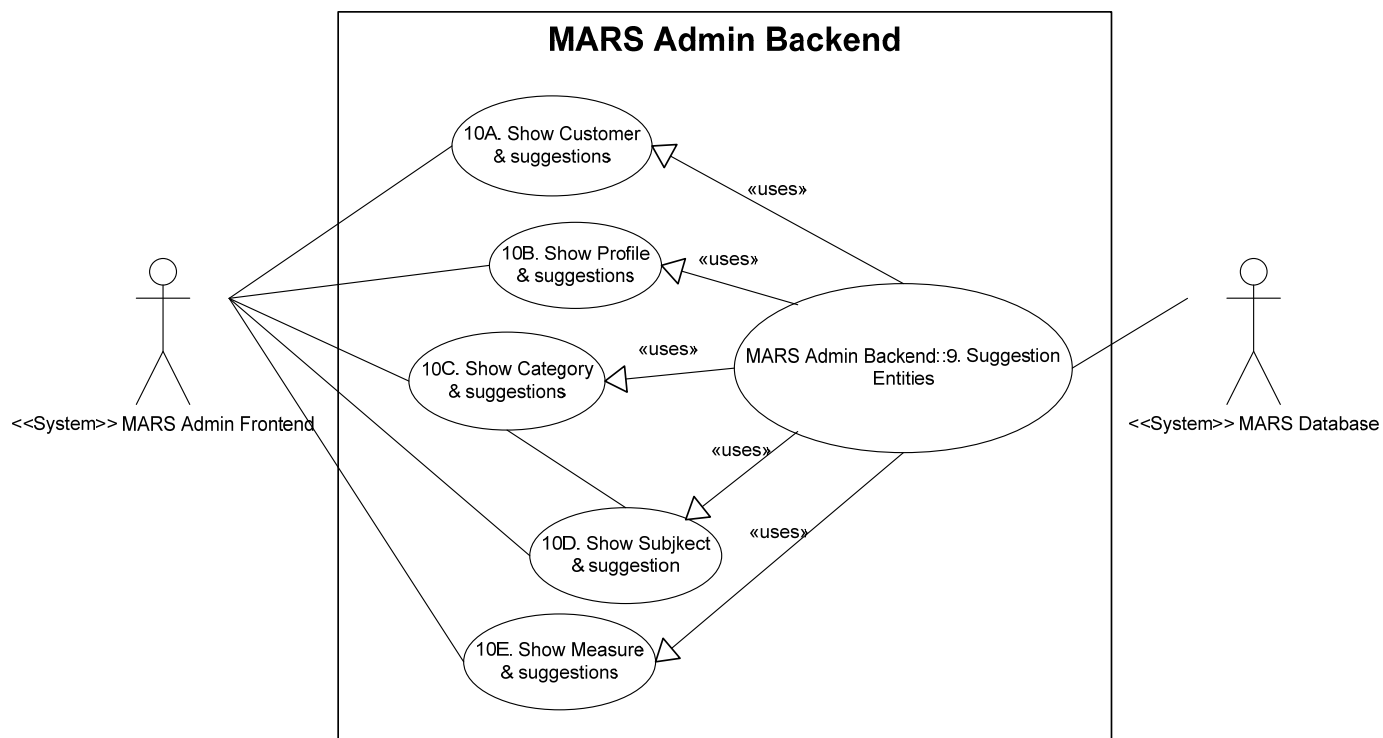 MARS Admin Backend
10A. Show Customer
& suggestions
«uses»
10B. Show Profile
& suggestions
«uses»
10C. Show Category
& suggestions
«uses»
MARS Admin Backend::9. Suggestion
Entities
<<System>> MARS Admin Frontend
<<System>> MARS Database
«uses»
10D. Show Subjkect
& suggestion
«uses»
10E. Show Measure
& suggestions